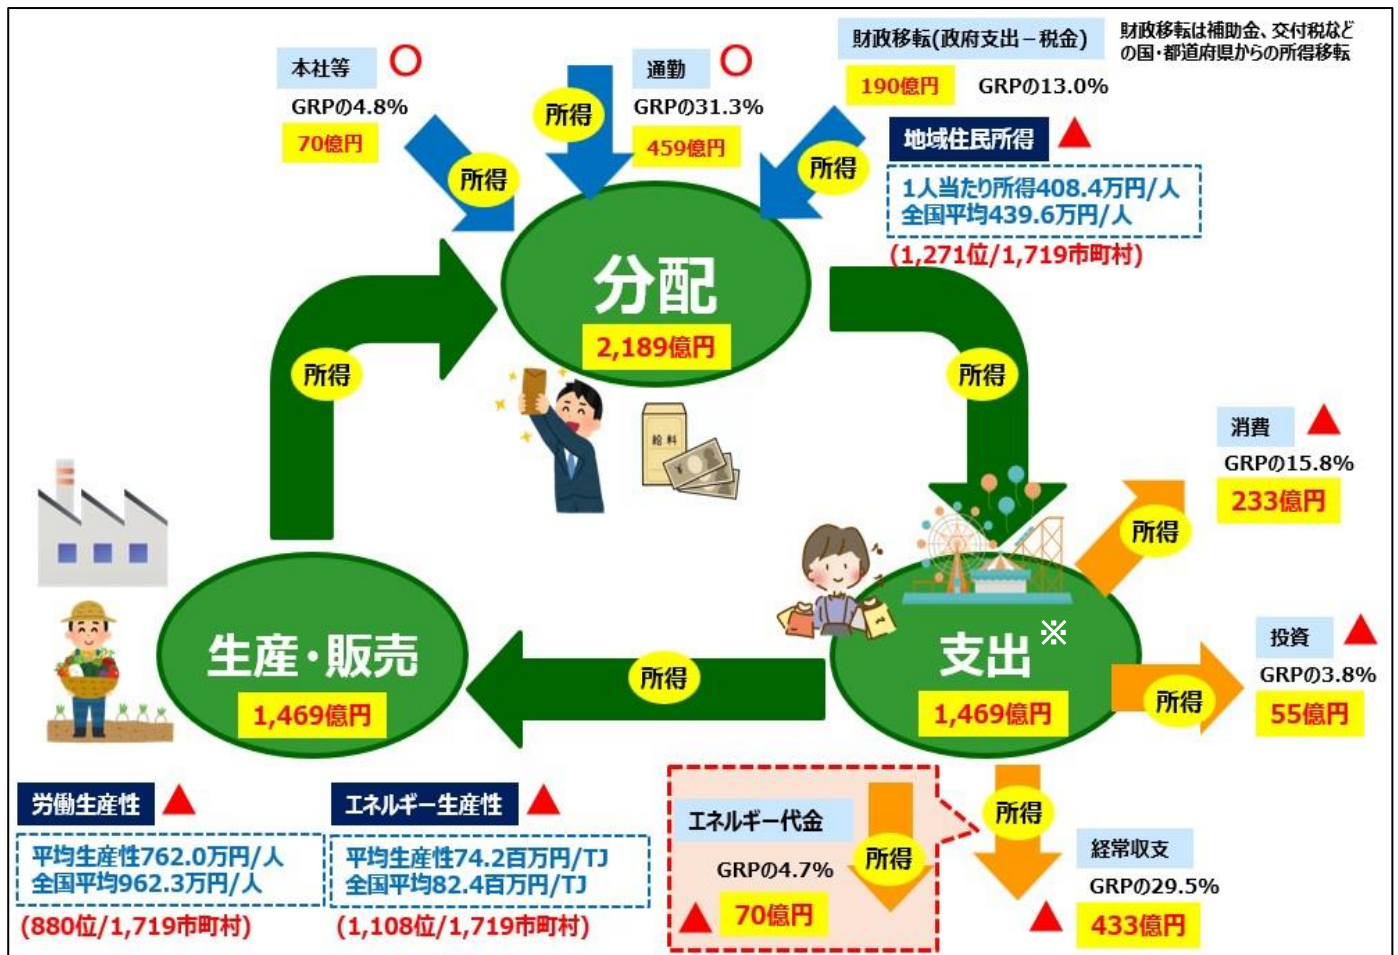 本社等
GRPの4.8%
70億円
所得
通勤
GRPの31.3%
459億円
所得
財政移転(政府支出－税金)
190億円 GRPの13.0%
財政移転は補助金、交付税など
の国・都道府県からの所得移転
所得
地域住民所得
1人当たり所得408.4万円/人
全国平均439.6万円/人
(1,271位/1,719市町村)
分配
2,189億円
所得
所得
給料
消費
GRPの15.8%
233億円
所得
投資
GRPの3.8%
55億円
所得
支出※
1,469億円
所得
生産・販売
1,469億円
労働生産性
平均生産性762.0万円/人
全国平均962.3万円/人
(880位/1,719市町村)
エネルギー生産性
平均生産性74.2百万円/TJ
全国平均82.4百万円/TJ
(1,108位/1,719市町村)
エネルギー代金
GRPの4.7%
70億円
所得
所得
経常収支
GRPの29.5%
433億円